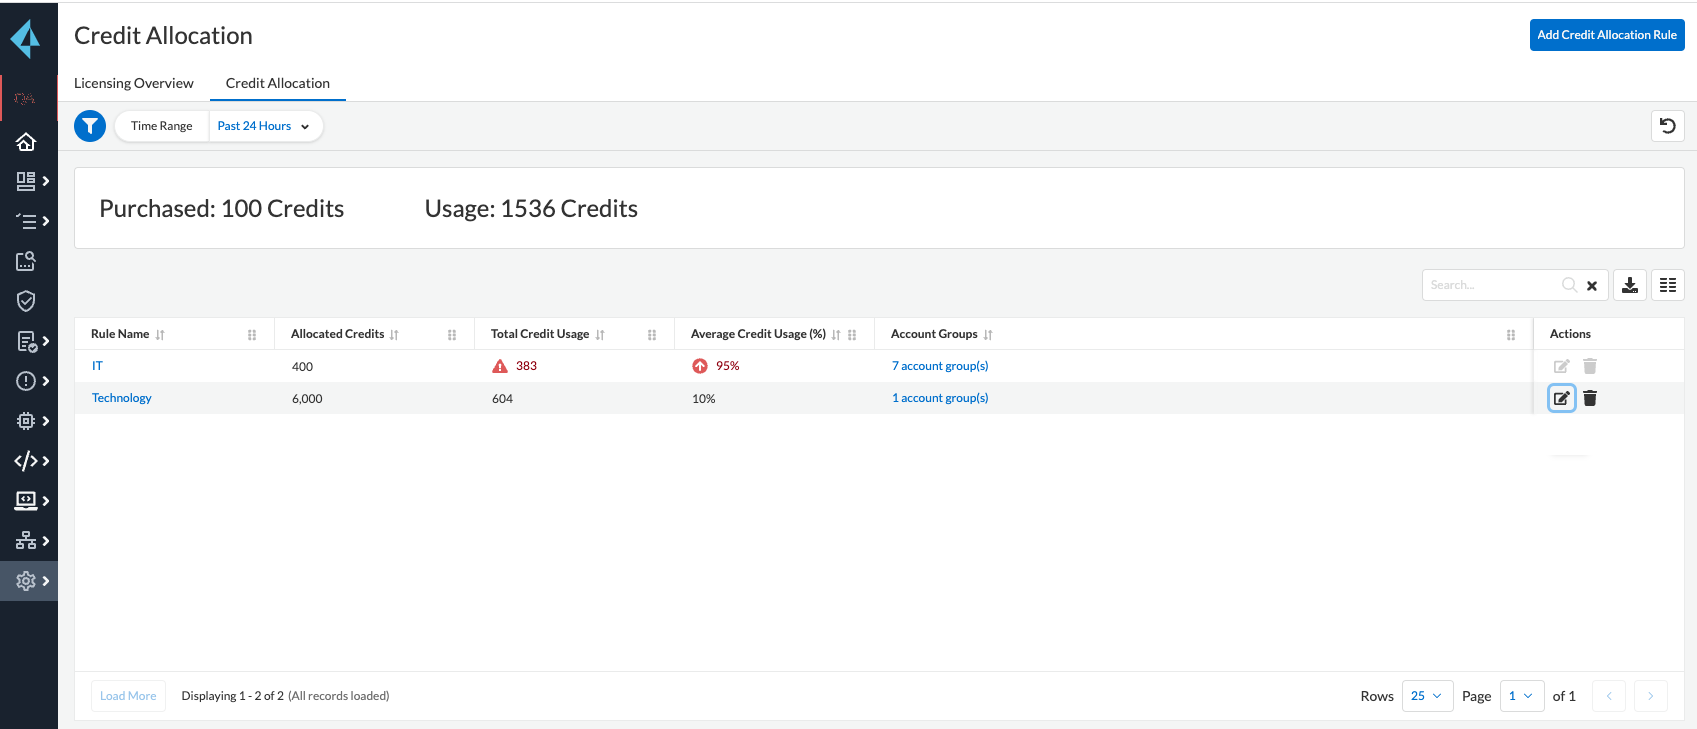 Credit Allocation
Add Credit Allocation Rule
Licensing Overview Credit Allocation
QA
Time Range Past 24 Hours
Purchased: 100 Credits Usage: 1536 Credits
Search...
Rule Name Allocated Credits Total Credit Usage Average Credit Usage (%) Account Groups Actions
IT 400 383 95% 7 account group(s)
Technology 6,000 604 10% 1 account group(s)
Load More Displaying 1 - 2 of 2 (All records loaded) Rows 25 Page 1 of 1